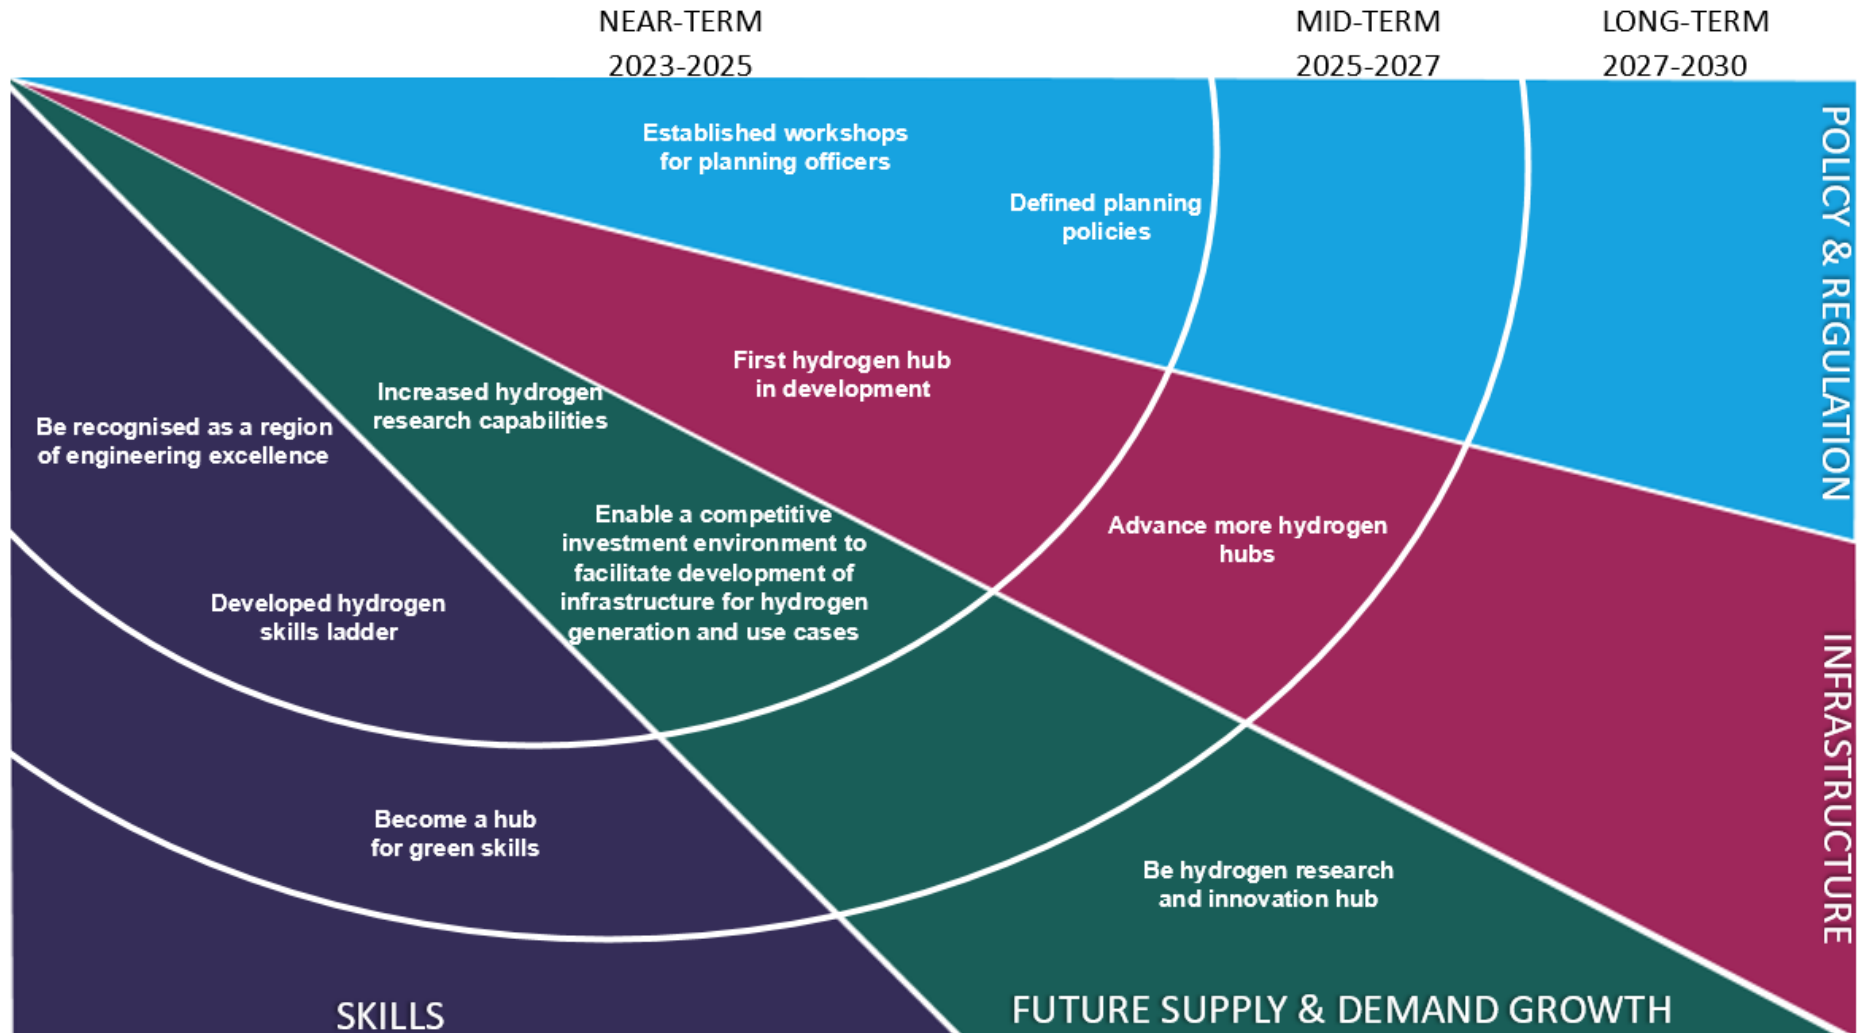 NEAR-TERM
2023-2025
MID-TERM
2025-2027
LONG-TERM
2027-2030
Established workshops
for planning officers
Defined planning
policies
POLICY & REGULATION
First hydrogen hub
in development
Advance more hydrogen
hubs
INFRASTRUCTURE
Increased hydrogen
research capabilities
Enable a competitive
investment environment to
facilitate development of
infrastructure for hydrogen
generation and use cases
Be hydrogen research
and innovation hub
FUTURE SUPPLY & DEMAND GROWTH
Be recognised as a region
of engineering excellence
Developed hydrogen
skills ladder
Become a hub
for green skills
SKILLS